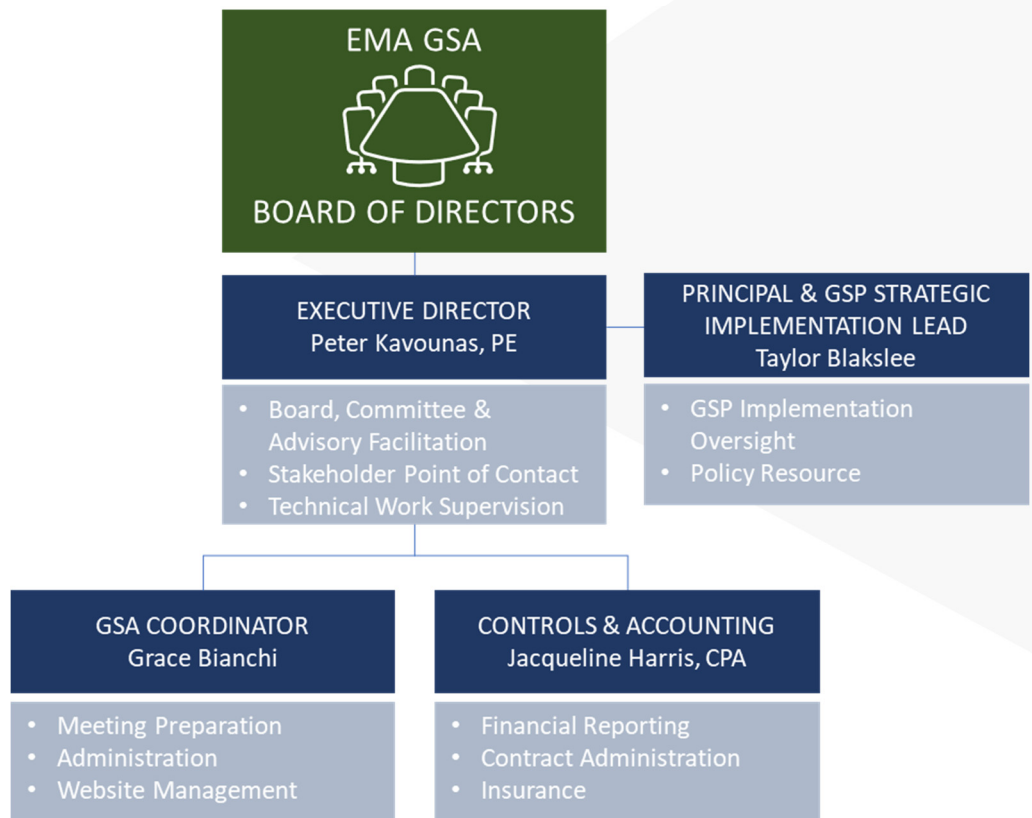 EMA GSA
BOARD OF DIRECTORS
EXECUTIVE DIRECTOR
Peter Kavounas, PE
• Board, Committee &
Advisory Facilitation
• Stakeholder Point of Contact
• Technical Work Supervision
PRINCIPAL & GSP STRATEGIC
IMPLEMENTATION LEAD
Taylor Blakslee
• GSP Implementation
Oversight
• Policy Resource
GSA COORDINATOR
Grace Bianchi
• Meeting Preparation
• Administration
• Website Management
CONTROLS & ACCOUNTING
Jacqueline Harris, CPA
• Financial Reporting
• Contract Administration
• Insurance